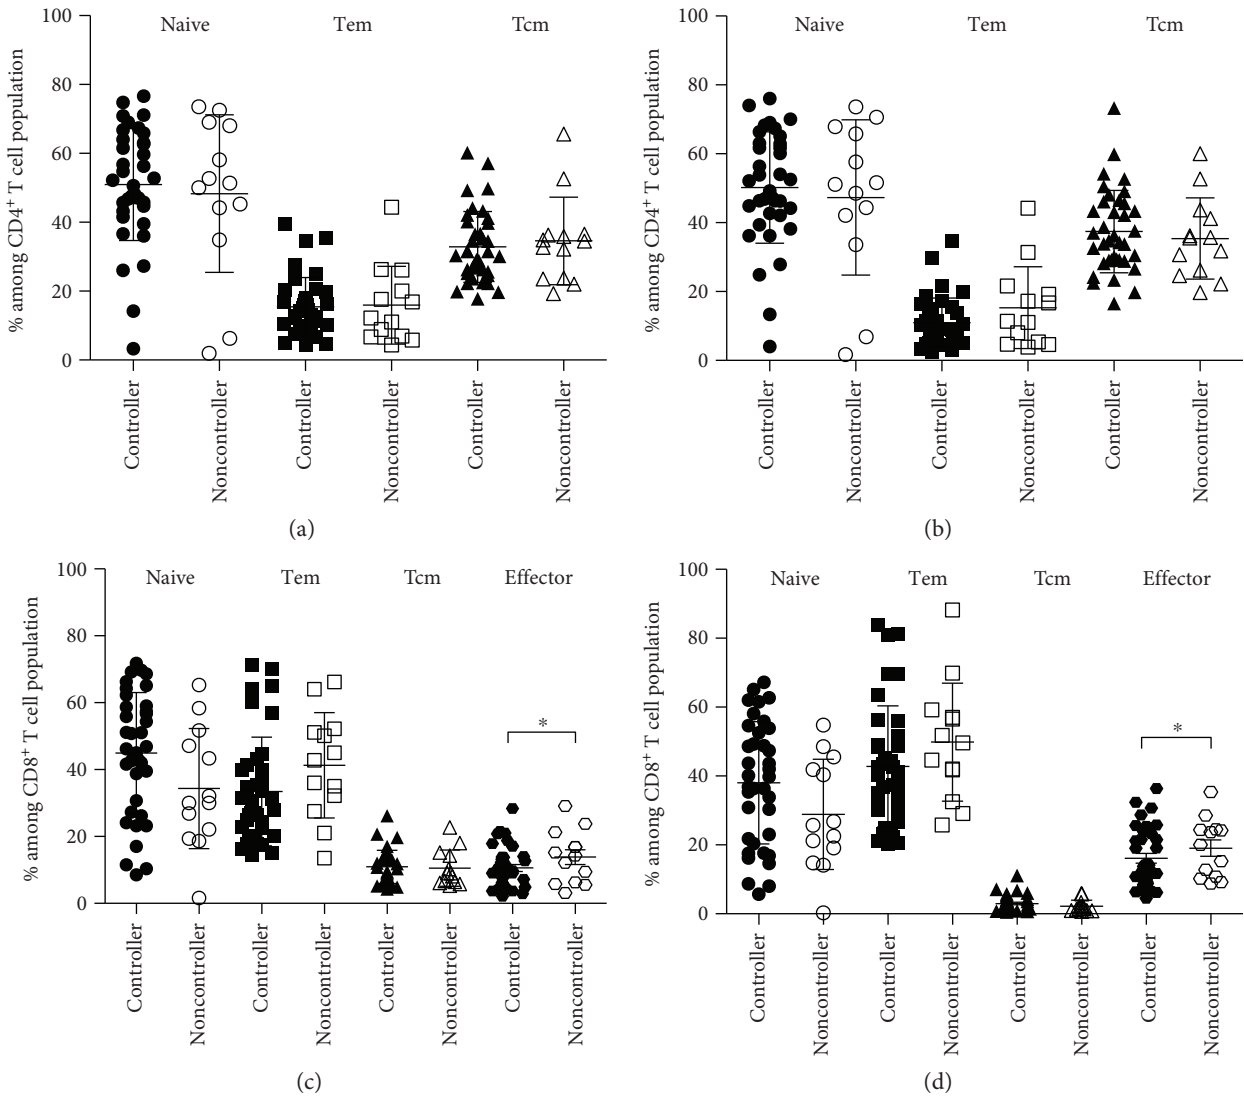 % among CD4+ T cell population
100
80
60
40
20
0
Naive Tem Tcm
Controller
Noncontroller
Controller
Noncontroller
Controller
Noncontroller
(a)
% among CD4+ T cell population
100
80
60
40
20
0
Naive Tem Tcm
Controller
Noncontroller
Controller
Noncontroller
Controller
Noncontroller
(b)
% among CD8+ T cell population
100
80
60
40
20
0
Naive Tem Tcm Effector
*
Controller
Noncontroller
Controller
Noncontroller
Controller
Noncontroller
Controller
Noncontroller
(c)
% among CD8+ T cell population
100
80
60
40
20
0
Naive Tem Tcm Effector
*
Controller
Noncontroller
Controller
Noncontroller
Controller
Noncontroller
Controller
Noncontroller
(d)